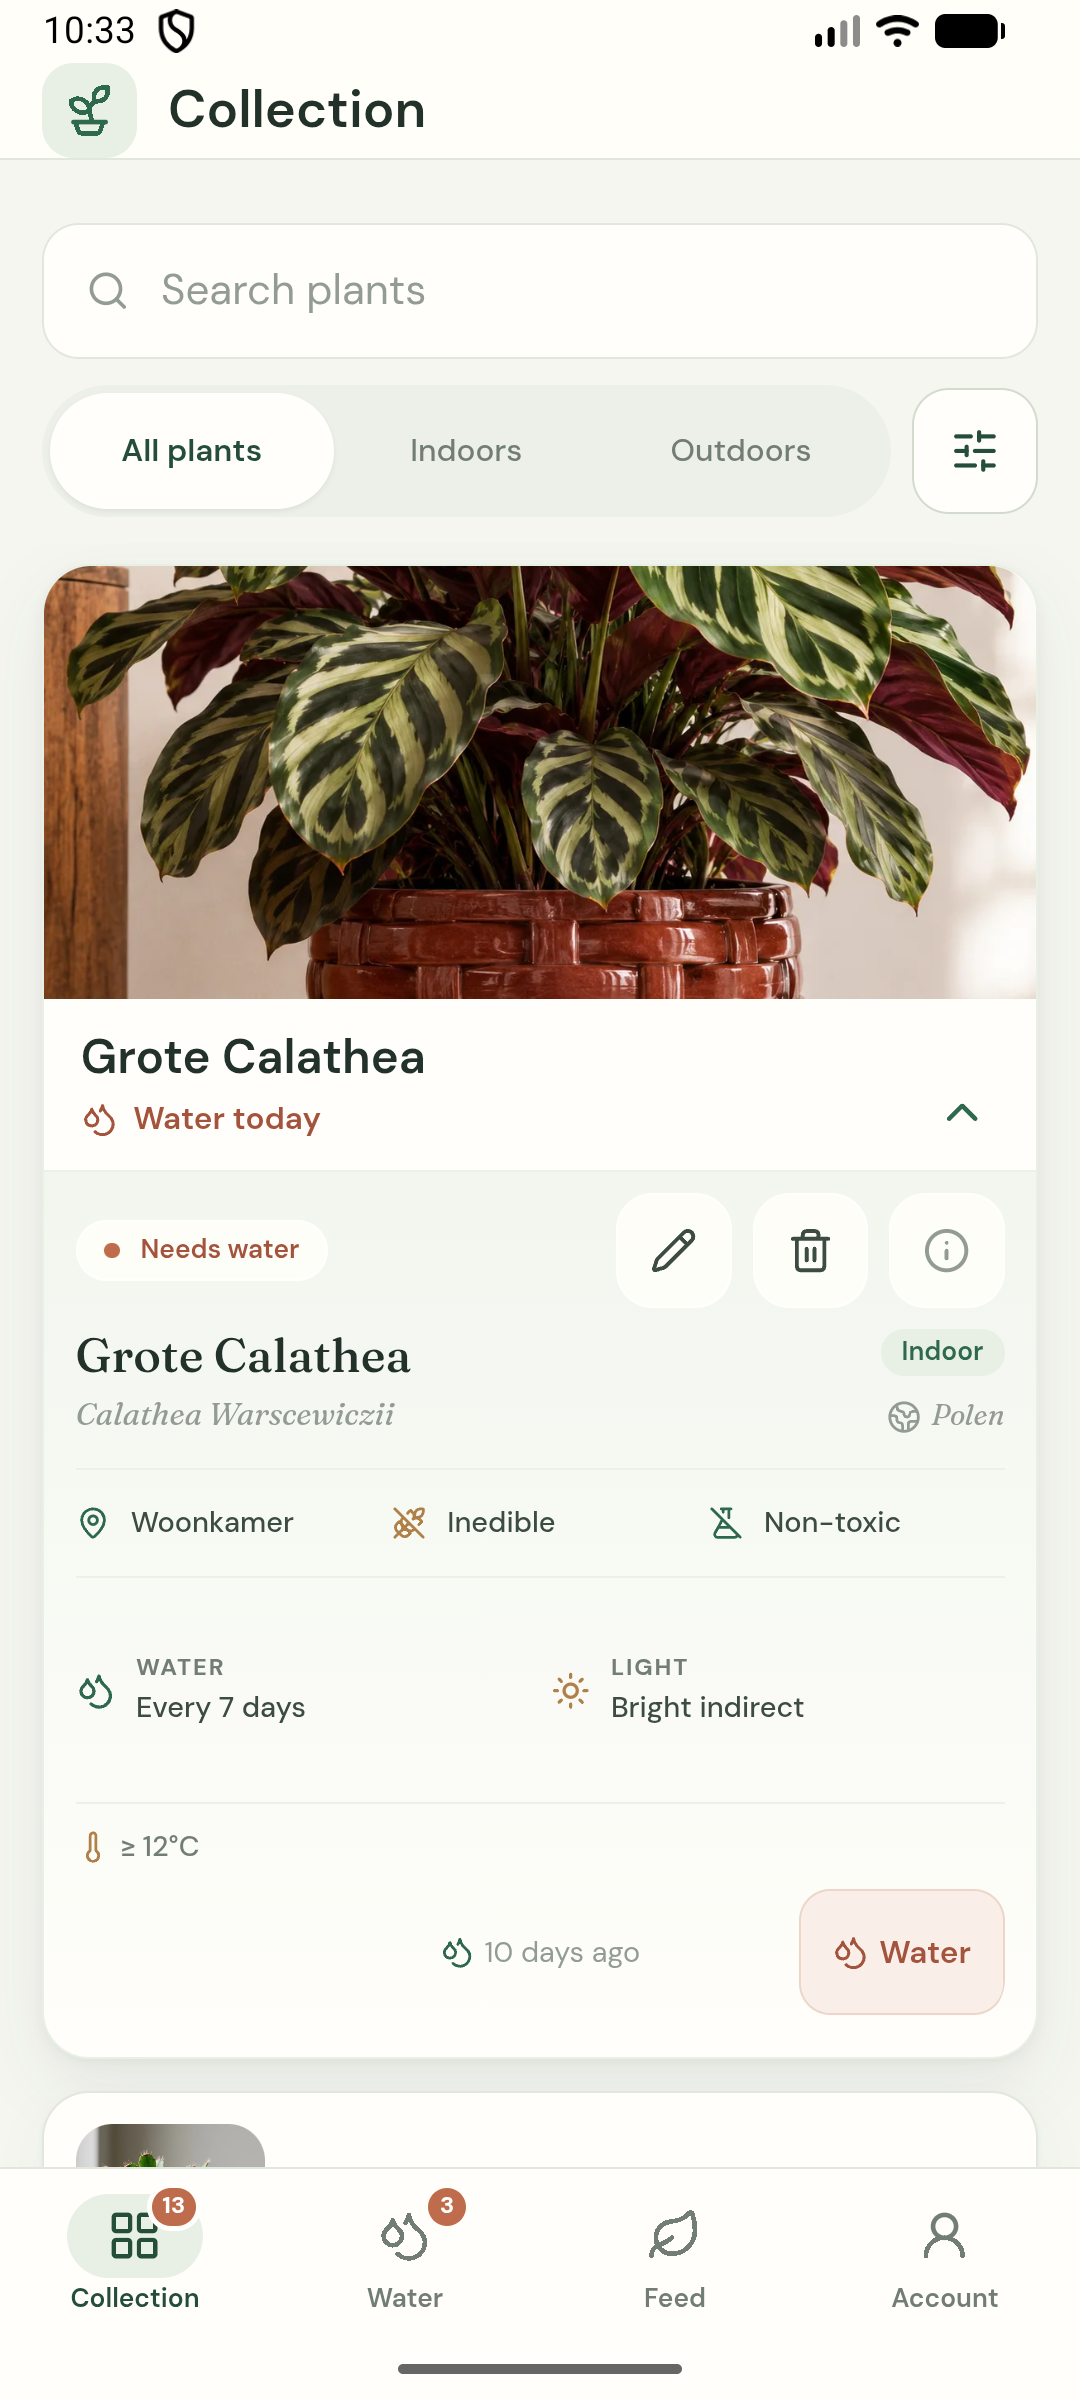 10:33
Collection
Search plants
All plants Indoors Outdoors
Grote Calathea
Water today
Needs water
Grote Calathea Indoor
Calathea Warscewiczii Polen
Woonkamer Inedible Non-toxic
WATER LIGHT
Every 7 days Bright indirect
≥ 12°C
10 days ago Water
13 3
Collection Water Feed Account